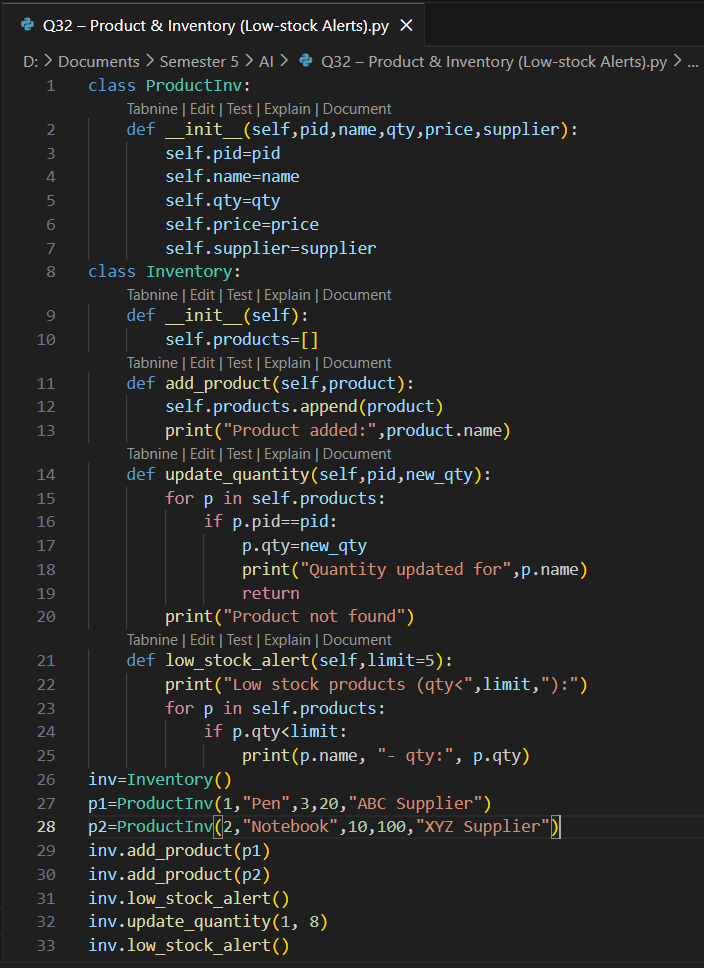 Q32 – Product & Inventory (Low-stock Alerts).py ×
D: > Documents > Semester 5 > AI > Q32 – Product & Inventory (Low-stock Alerts).py > ...
1 class ProductInv:
Tabnine | Edit | Test | Explain | Document
2     def __init__(self,pid,name,qty,price,supplier):
3         self.pid=pid
4         self.name=name
5         self.qty=qty
6         self.price=price
7         self.supplier=supplier
8 class Inventory:
Tabnine | Edit | Test | Explain | Document
9     def __init__(self):
10         self.products=[]
Tabnine | Edit | Test | Explain | Document
11     def add_product(self,product):
12         self.products.append(product)
13         print("Product added:",product.name)
Tabnine | Edit | Test | Explain | Document
14     def update_quantity(self,pid,new_qty):
15         for p in self.products:
16             if p.pid==pid:
17                 p.qty=new_qty
18                 print("Quantity updated for",p.name)
19                 return
20         print("Product not found")
Tabnine | Edit | Test | Explain | Document
21     def low_stock_alert(self,limit=5):
22         print("Low stock products (qty<",limit,"):")
23         for p in self.products:
24             if p.qty<limit:
25                 print(p.name, "- qty:", p.qty)
26 inv=Inventory()
27 p1=ProductInv(1,"Pen",3,20,"ABC Supplier")
28 p2=ProductInv(2,"Notebook",10,100,"XYZ Supplier")
29 inv.add_product(p1)
30 inv.add_product(p2)
31 inv.low_stock_alert()
32 inv.update_quantity(1, 8)
33 inv.low_stock_alert()